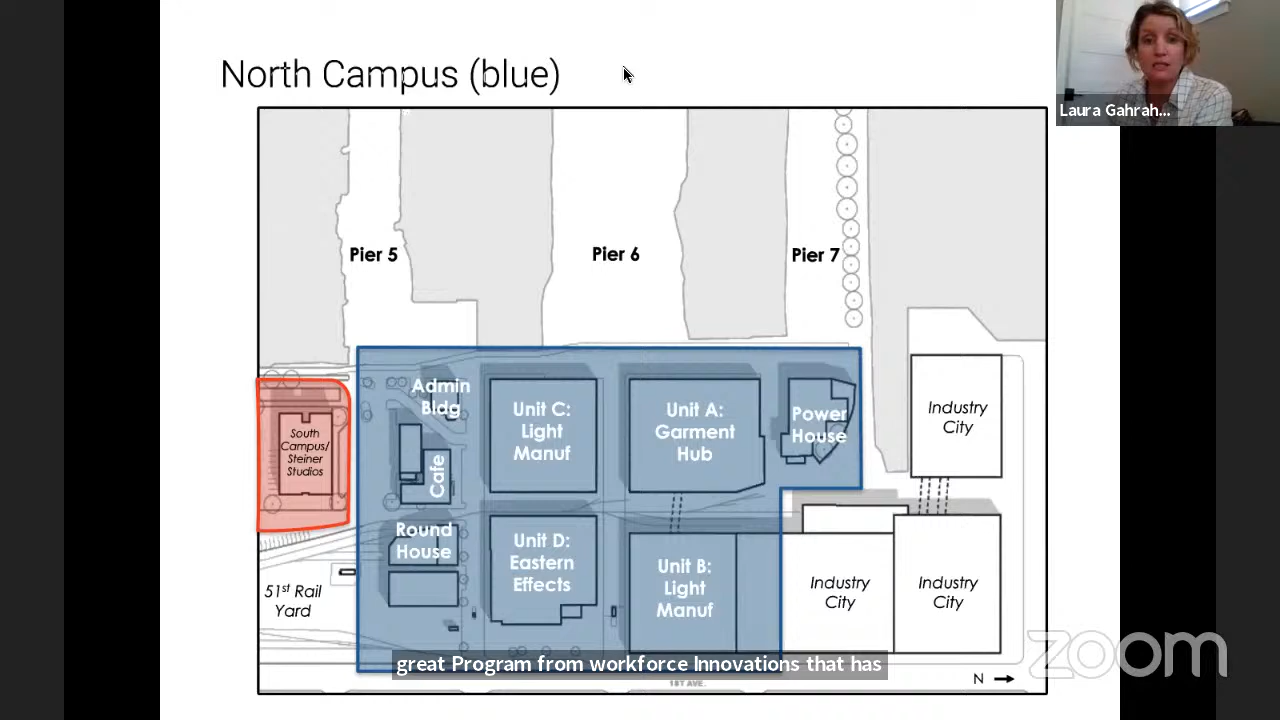 North Campus (blue)
Laura Gahrah...
Pier 5
Pier 6
Pier 7
Admin
Bldg
Unit C:
Light
Manuf
Unit A:
Garment
Hub
Power
House
Industry
City
South
Campus/
Steiner
Studios
Cafe
Round
House
Unit D:
Eastern
Effects
Unit B:
Light
Manuf
Industry
City
Industry
City
51st Rail
Yard
great Program from workforce Innovations that has
1ST AVE.
N
zoom